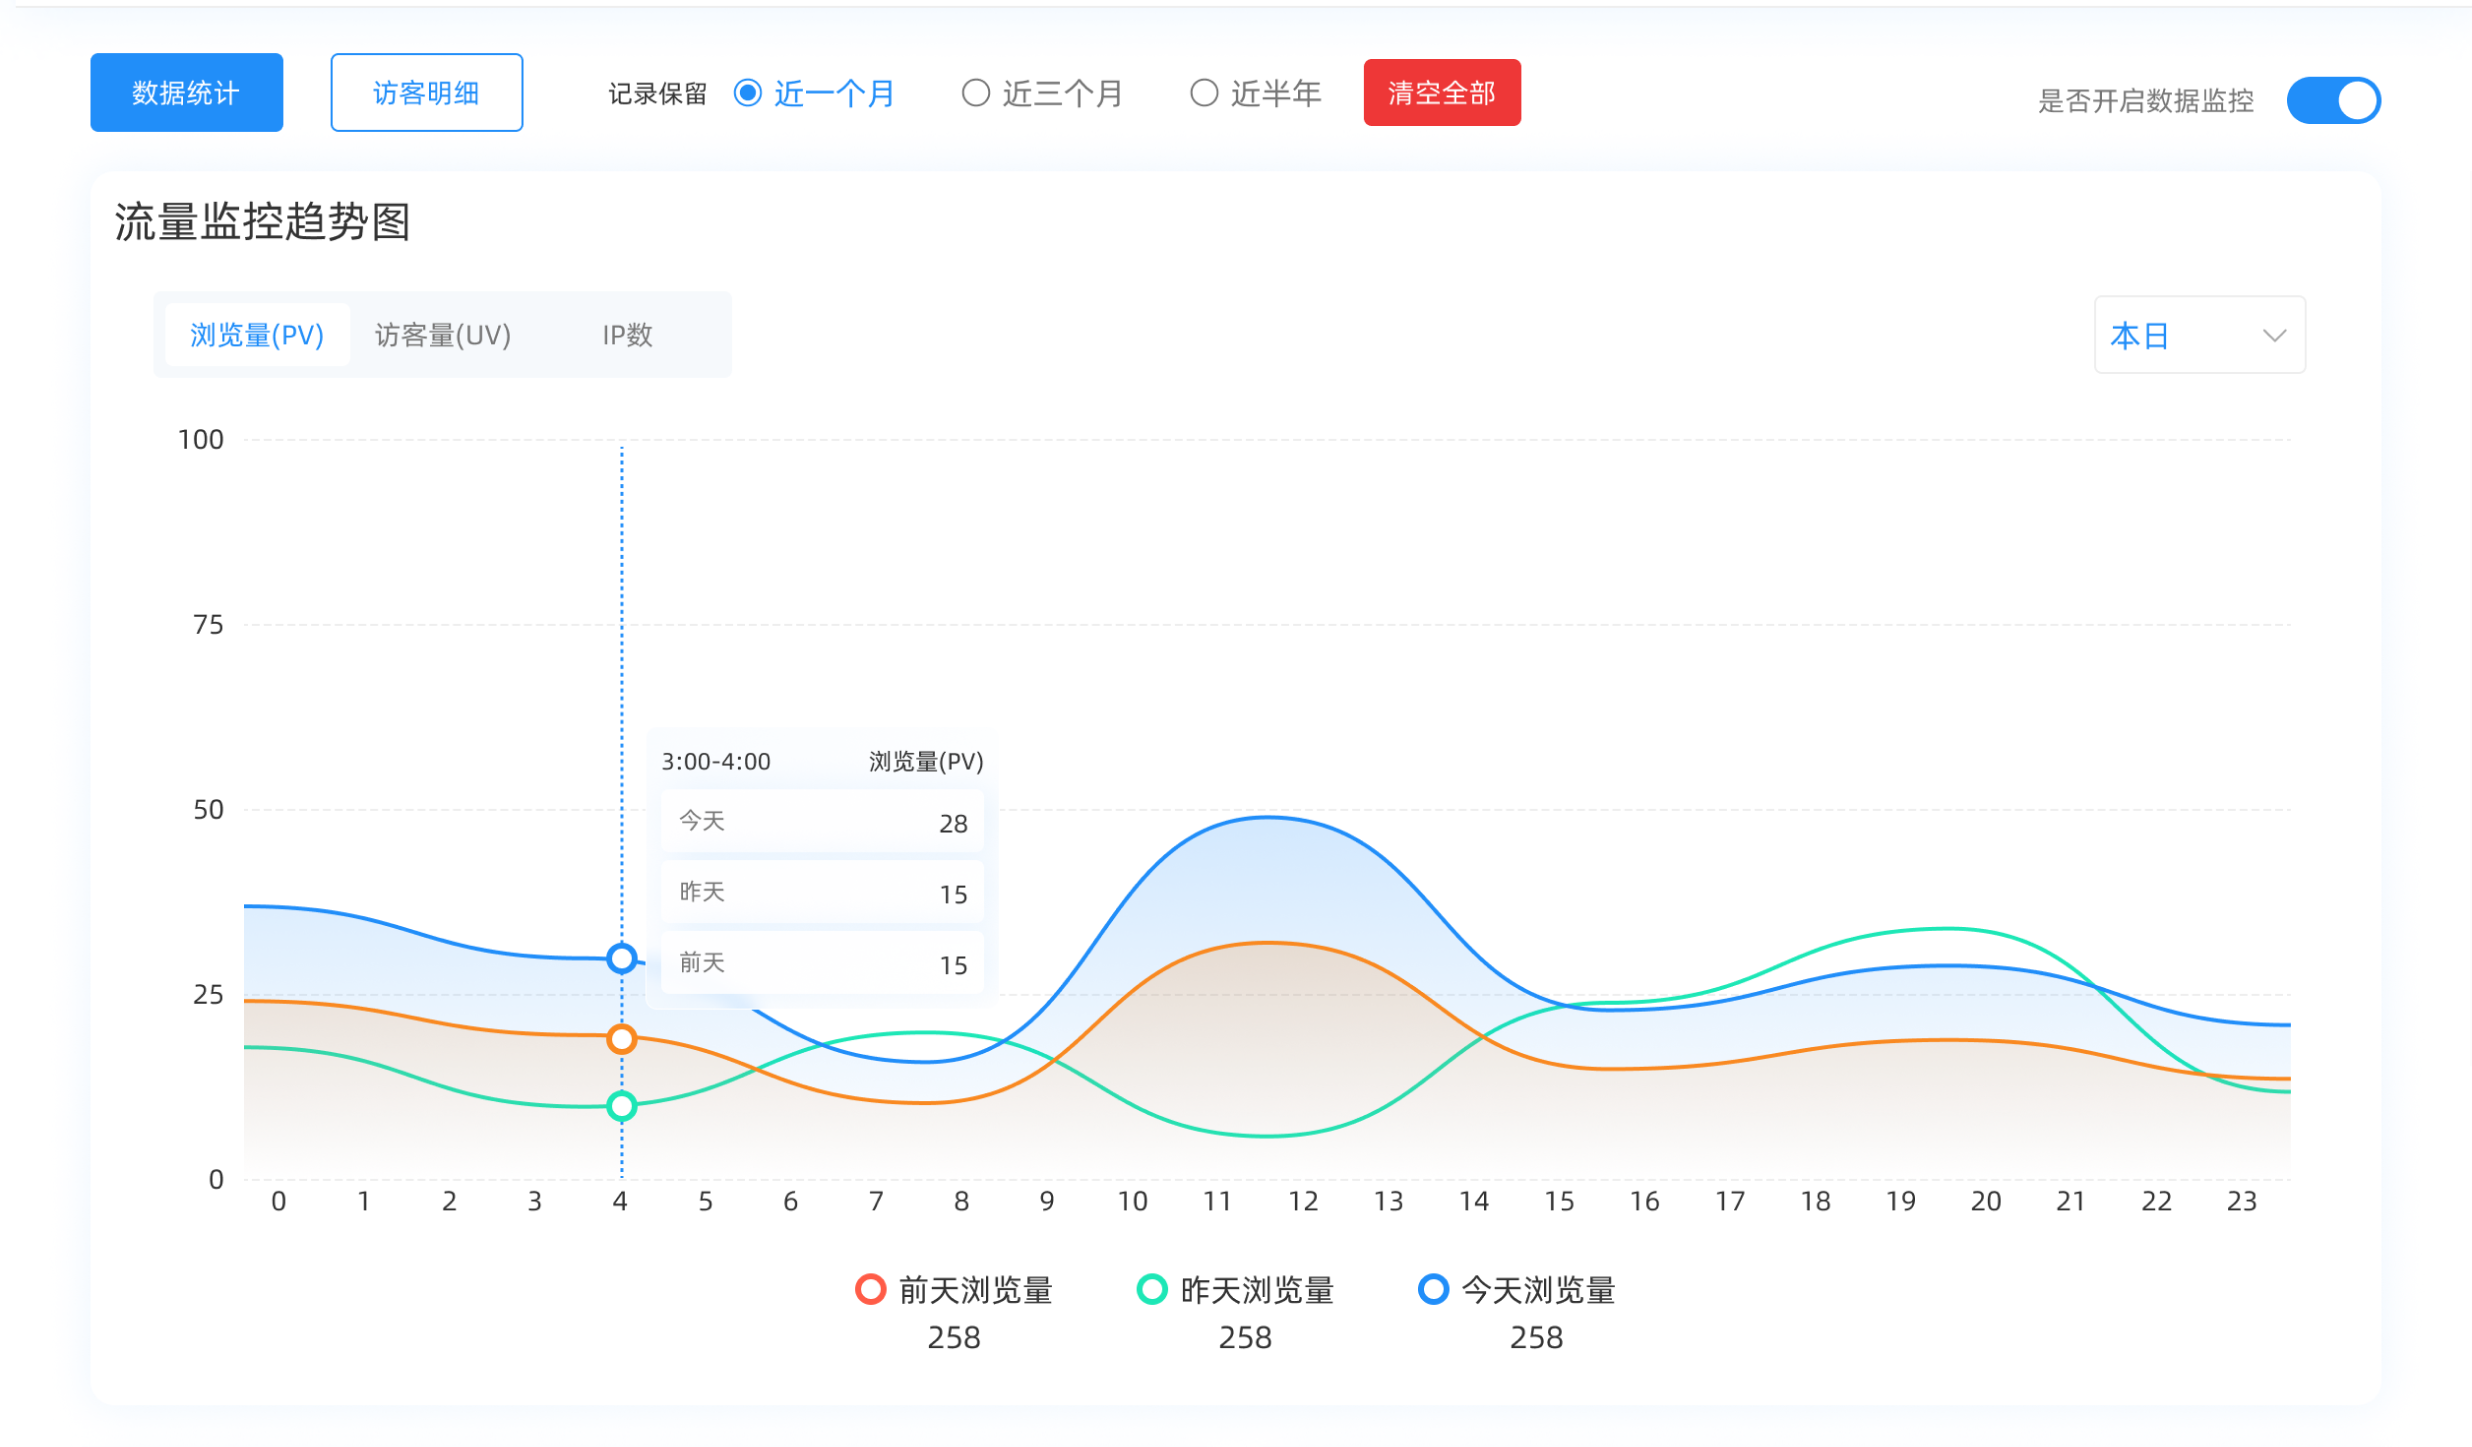 数据统计 访客明细 记录保留 近一个月 近三个月 近半年 清空全部 是否开启数据监控
流量监控趋势图
浏览量(PV) 访客量(UV) IP数 本日
100
75
50
25
0
3:00-4:00 浏览量(PV)
今天 28
昨天 15
前天 15
0 1 2 3 4 5 6 7 8 9 10 11 12 13 14 15 16 17 18 19 20 21 22 23
前天浏览量 昨天浏览量 今天浏览量
258 258 258